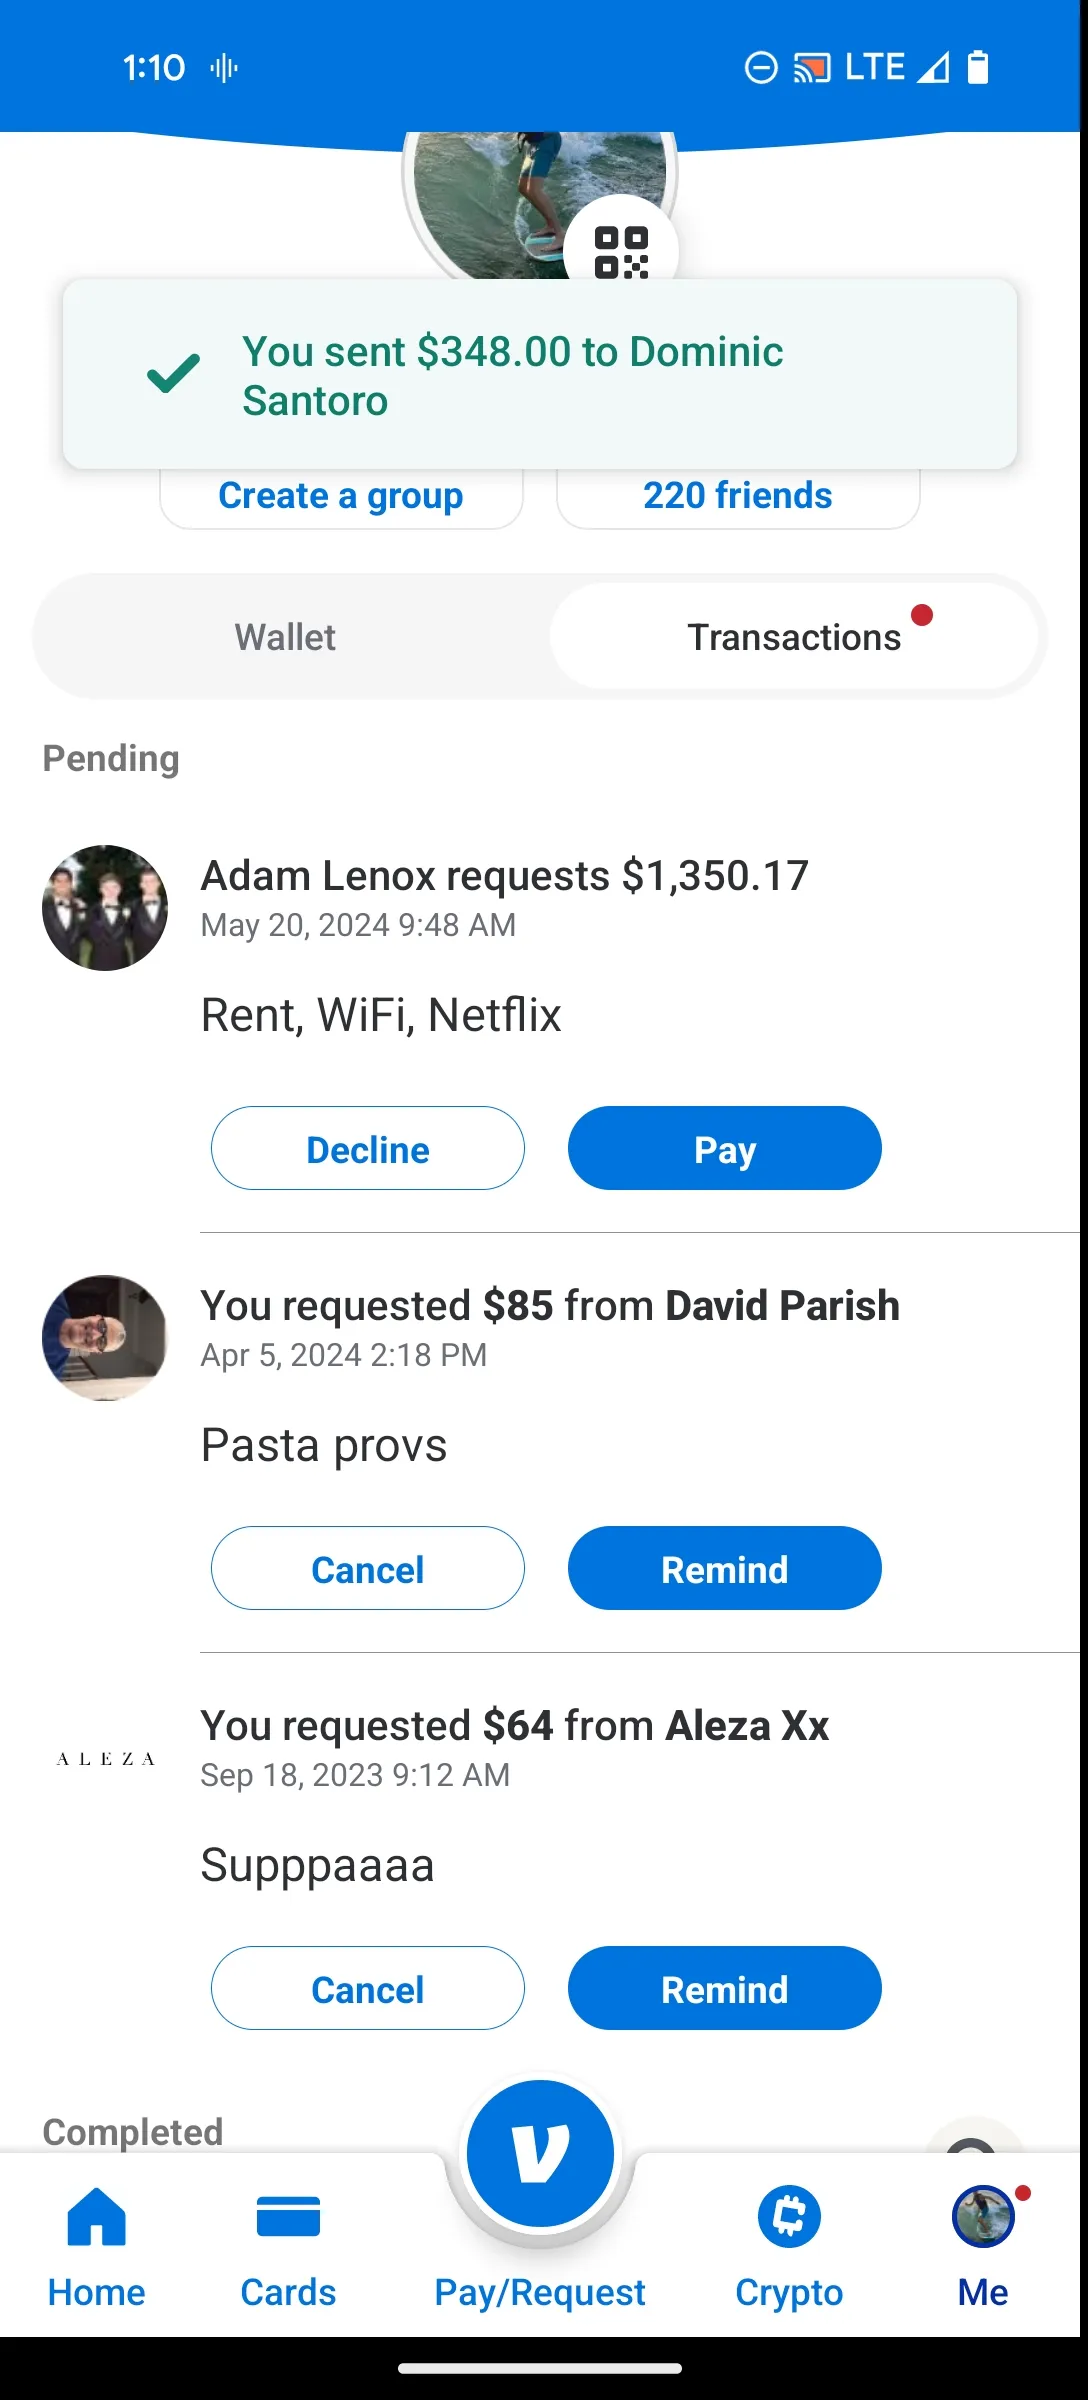 1:10
LTE
You sent $348.00 to Dominic
Santoro
Create a group
220 friends
Wallet
Transactions
Pending
Adam Lenox requests $1,350.17
May 20, 2024 9:48 AM
Rent, WiFi, Netflix
Decline
Pay
You requested $85 from David Parish
Apr 5, 2024 2:18 PM
Pasta provs
Cancel
Remind
You requested $64 from Aleza Xx
ALEZA
Sep 18, 2023 9:12 AM
Supppaaaa
Cancel
Remind
Completed
Home
Cards
Pay/Request
Crypto
Me